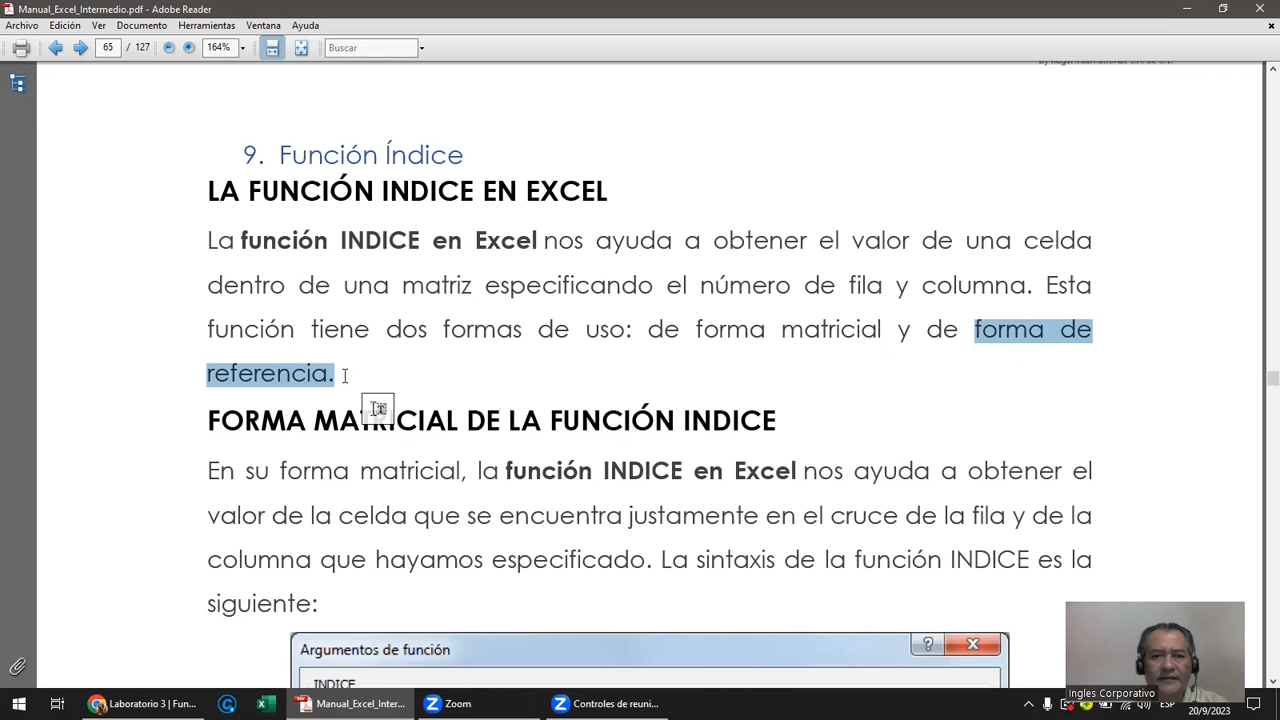 Manual_Excel_Intermedio.pdf - Adobe Reader
Archivo Edición Ver Documento Herramientas Ventana Ayuda
65 / 127 164% Buscar
9. Función Índice
LA FUNCIÓN INDICE EN EXCEL
La función INDICE en Excel nos ayuda a obtener el valor de una celda
dentro de una matriz especificando el número de fila y columna. Esta
función tiene dos formas de uso: de forma matricial y de forma de
referencia.
FORMA MATRICIAL DE LA FUNCIÓN INDICE
En su forma matricial, la función INDICE en Excel nos ayuda a obtener el
valor de la celda que se encuentra justamente en el cruce de la fila y de la
columna que hayamos especificado. La sintaxis de la función INDICE es la
siguiente:
Argumentos de función
INDICE
Ingles Corporativo
Laboratorio 3 | Fun... Manual_Excel_Inter... Zoom Controles de reuni... ESP
20/9/2023